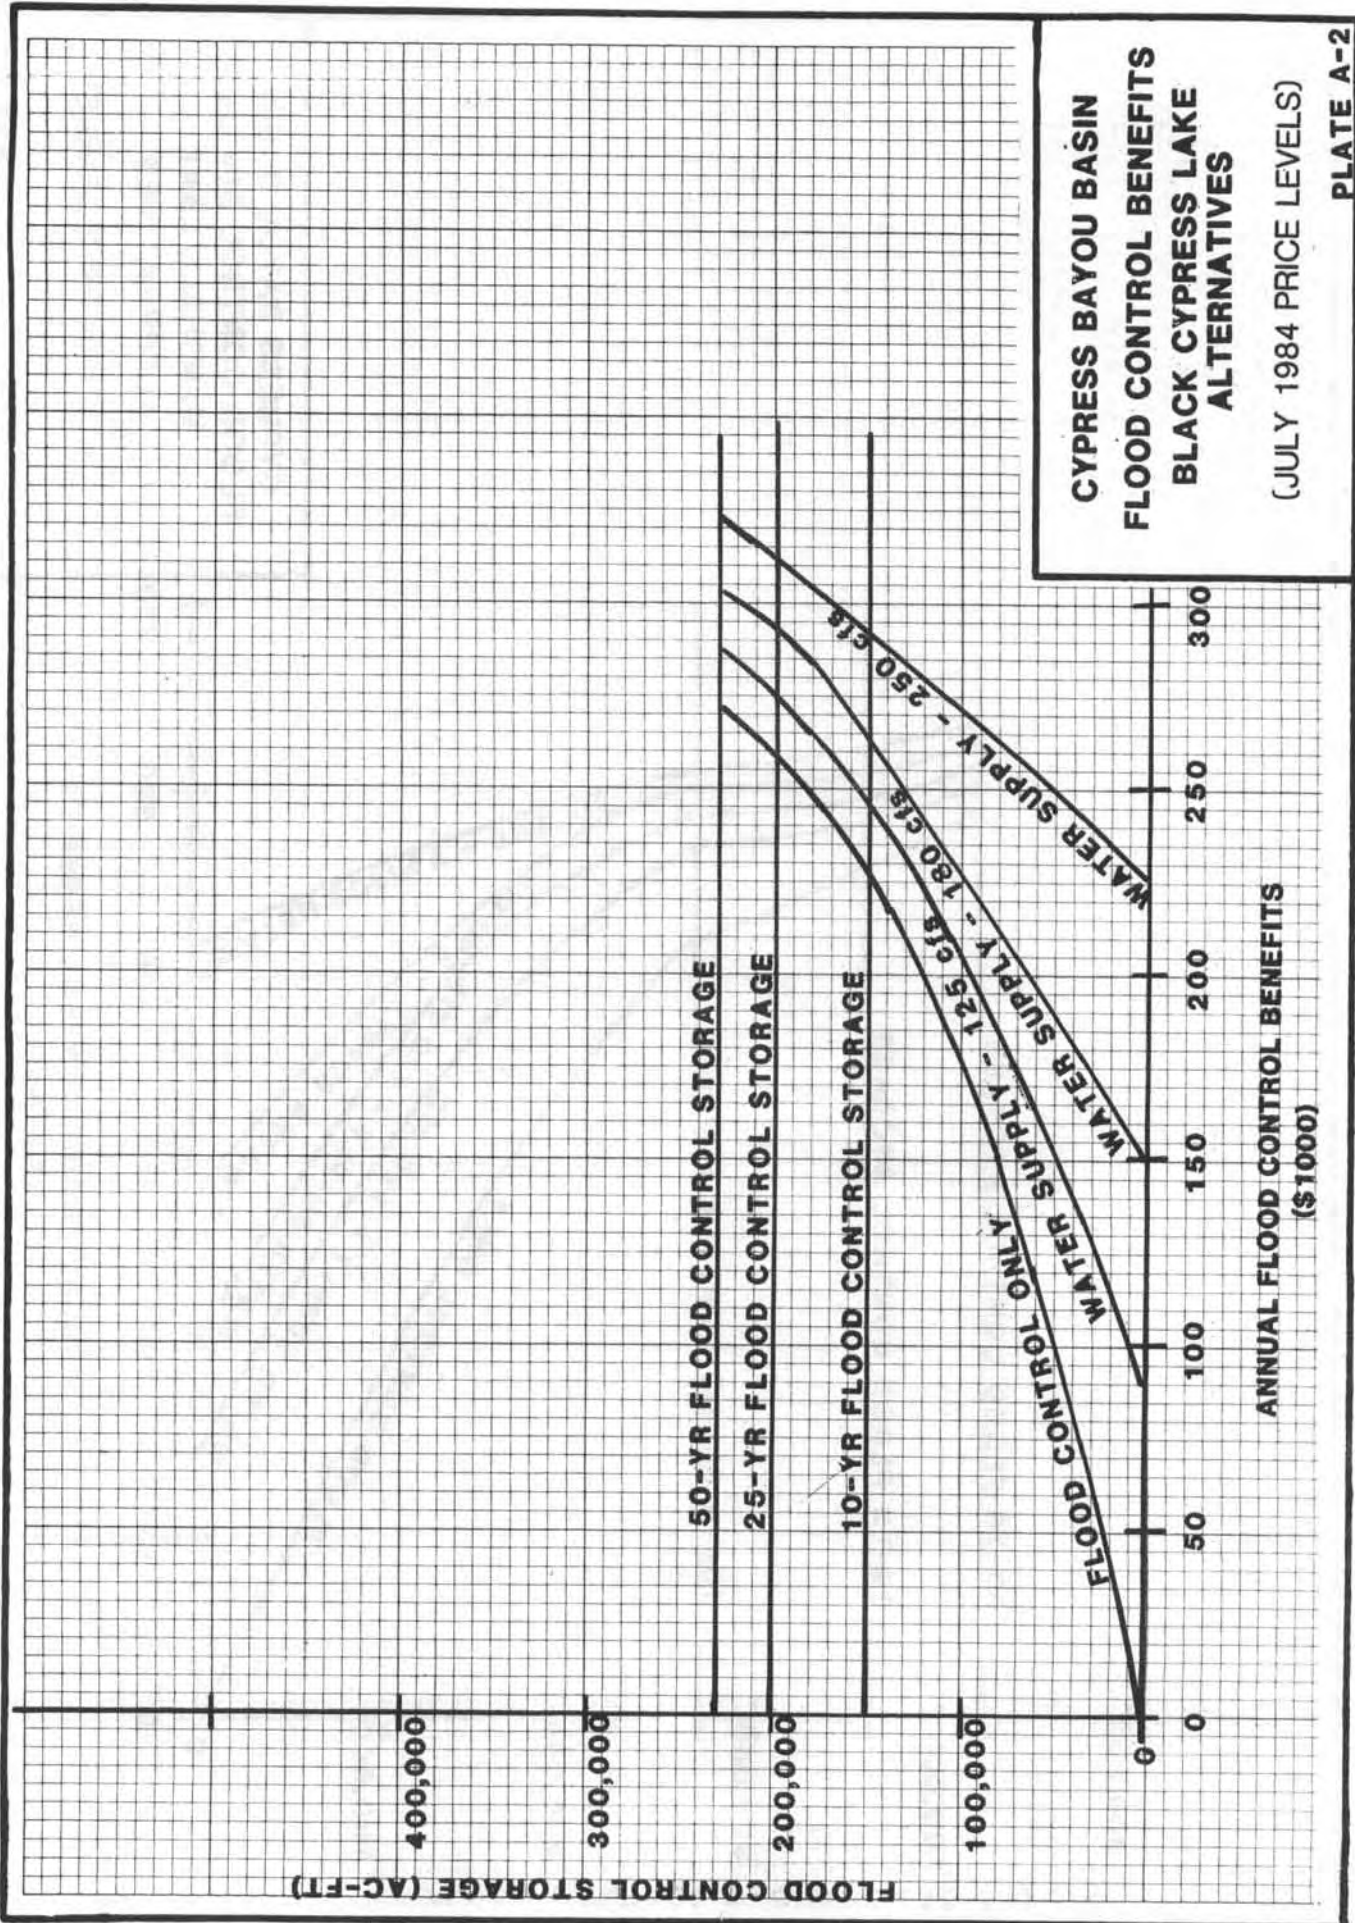 FLOOD CONTROL STORAGE (AC-FT)
400,000
300,000
200,000
100,000
0
50-YR FLOOD CONTROL STORAGE
25-YR FLOOD CONTROL STORAGE
10-YR FLOOD CONTROL STORAGE
FLOOD CONTROL ONLY
WATER SUPPLY - 125 cfs
WATER SUPPLY - 180 cfs
WATER SUPPLY - 250 cfs
0
50
100
150
200
250
300
ANNUAL FLOOD CONTROL BENEFITS
($1000)
CYPRESS BAYOU BASIN
FLOOD CONTROL BENEFITS
BLACK CYPRESS LAKE
ALTERNATIVES
(JULY 1984 PRICE LEVELS)
PLATE A-2